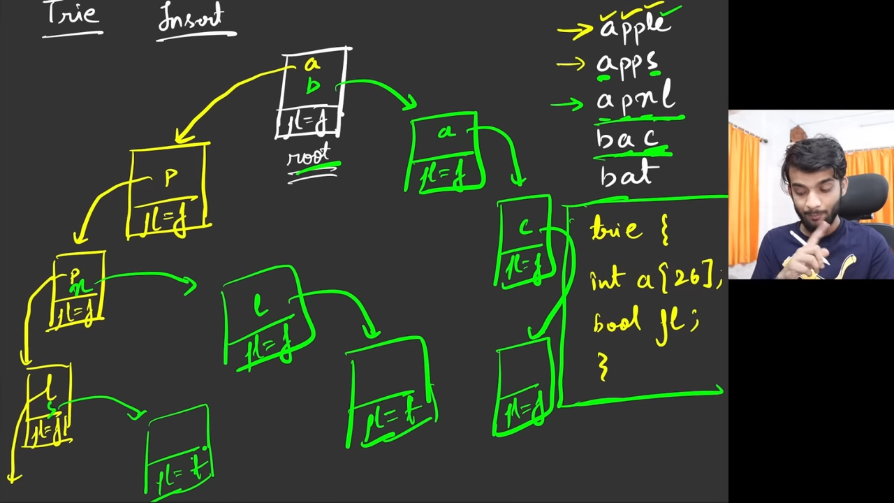 Trie Insert
apple
apps
apxl
bac
bat
a
b
fl=f
root
a
fl=f
p
fl=f
c
fl=f
p
x
fl=f
l
fl=f
l
s
fl=f
fl=t
fl=t
fl=f
trie {
int a[26];
bool fl;
}